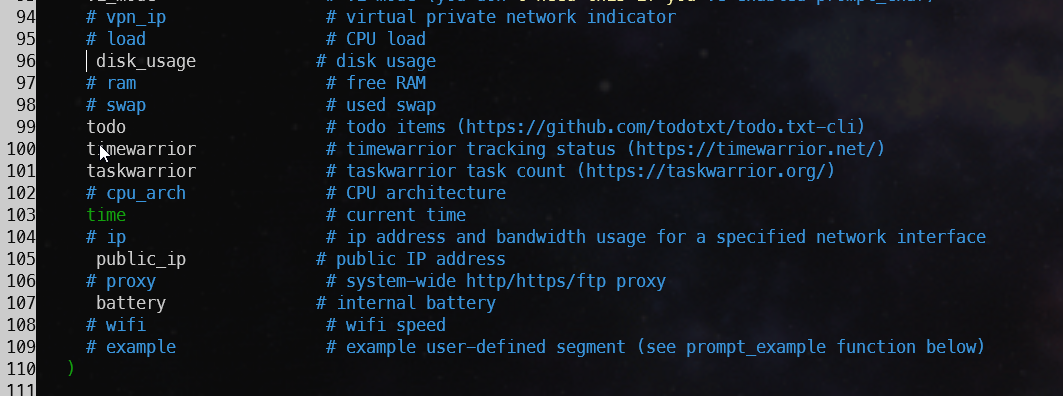 94 # vpn_ip # virtual private network indicator
95 # load # CPU load
96 disk_usage # disk usage
97 # ram # free RAM
98 # swap # used swap
99 todo # todo items (https://github.com/todotxt/todo.txt-cli)
100 timewarrior # timewarrior tracking status (https://timewarrior.net/)
101 taskwarrior # taskwarrior task count (https://taskwarrior.org/)
102 # cpu_arch # CPU architecture
103 time # current time
104 # ip # ip address and bandwidth usage for a specified network interface
105 public_ip # public IP address
106 # proxy # system-wide http/https/ftp proxy
107 battery # internal battery
108 # wifi # wifi speed
109 # example # example user-defined segment (see prompt_example function below)
110 )
111